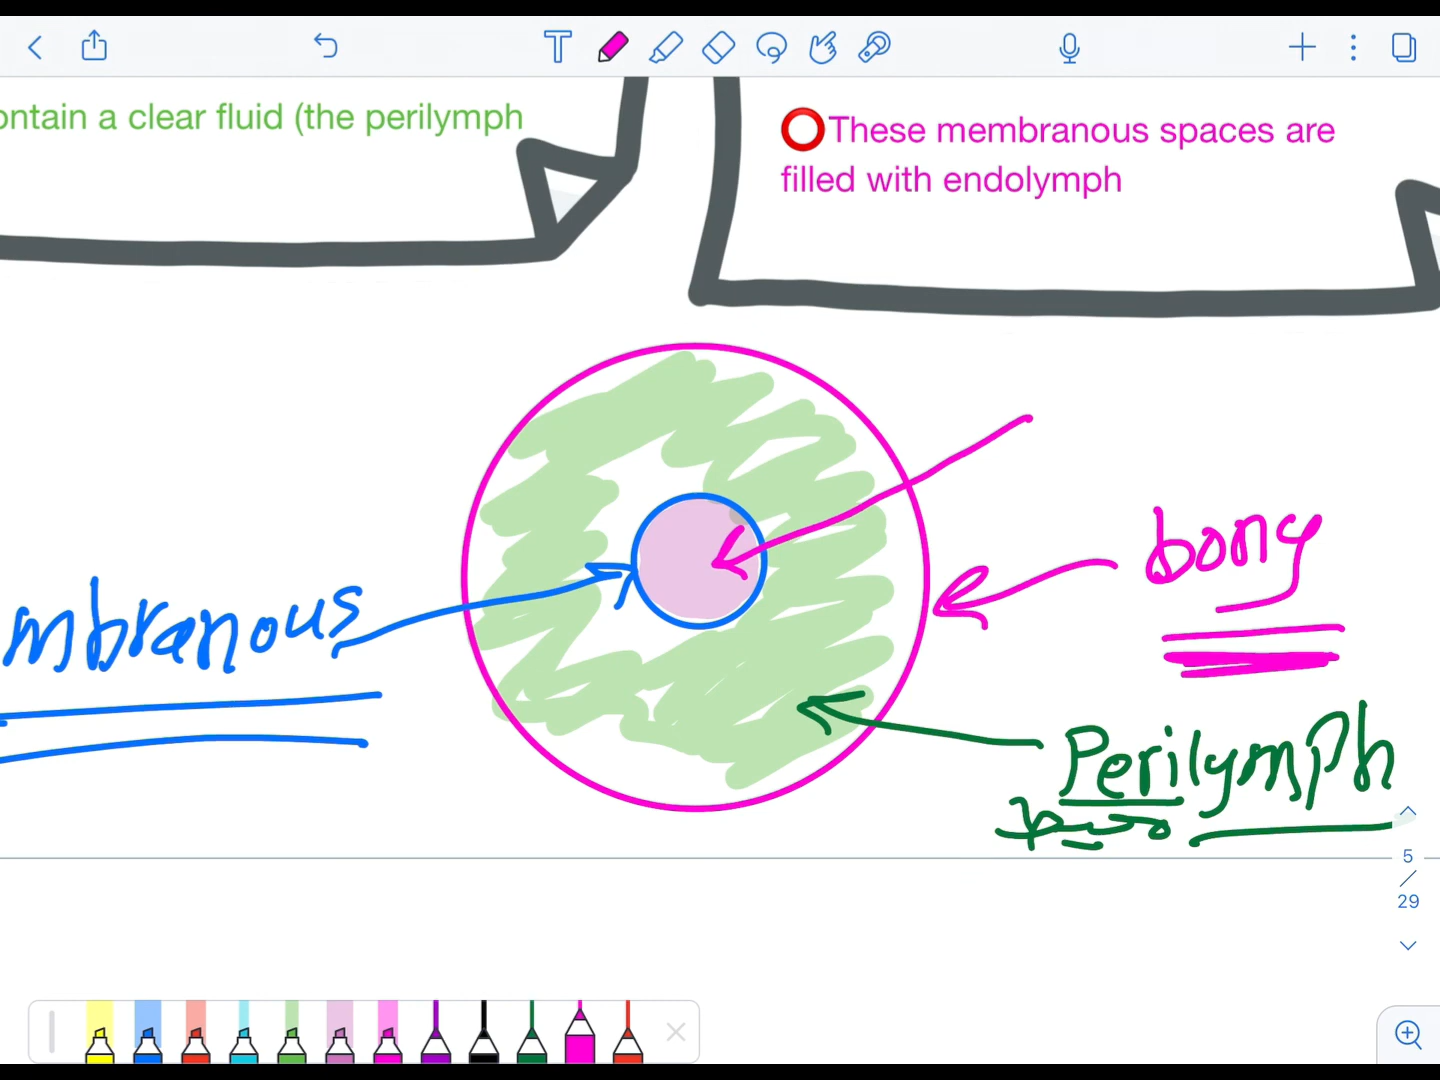 ontain a clear fluid (the perilymph
These membranous spaces are
filled with endolymph
bony
mbranous
Perilymph
5
29